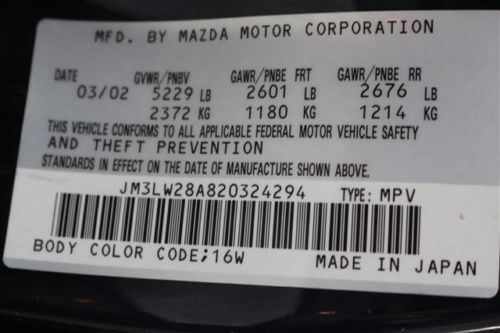 MFD. BY MAZDA MOTOR CORPORATION
DATE GVWR/PNBV GAWR/PNBE FRT GAWR/PNBE RR
03/02 5229 LB 2601 LB 2676 LB
2372 KG 1180 KG 1214 KG
THIS VEHICLE CONFORMS TO ALL APPLICABLE FEDERAL MOTOR VEHICLE SAFETY
AND THEFT PREVENTION
STANDARDS IN EFFECT ON THE DATE OF MANUFACTURE SHOWN ABOVE.
JM3LW28A820324294 TYPE: MPV
BODY COLOR CODE;16W MADE IN JAPAN